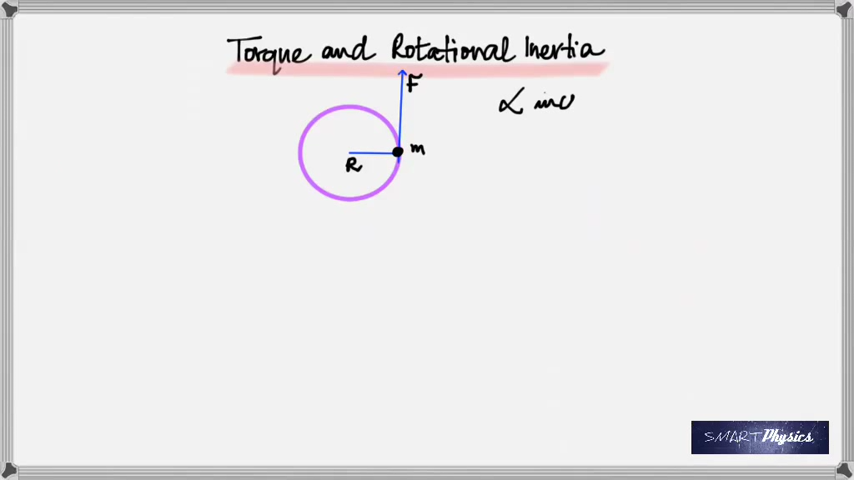 Torque and Rotational Inertia
F
α inc
m
R
SMARTPhysics